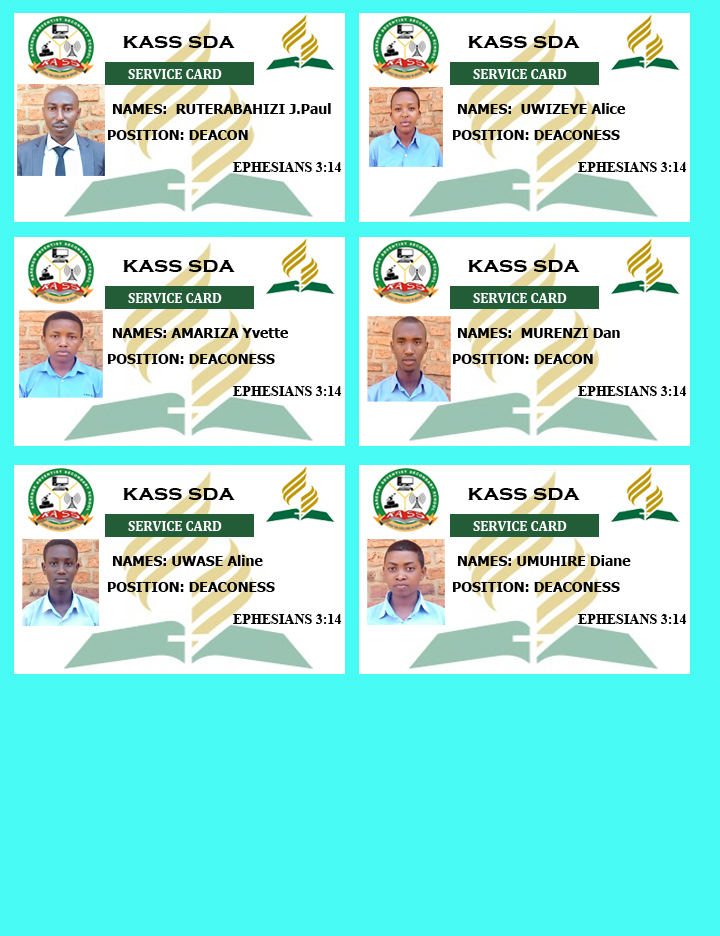 KASS SDA
SERVICE CARD
NAMES: RUTERABAHIZI J.Paul
POSITION: DEACON
EPHESIANS 3:14
KASS SDA
SERVICE CARD
NAMES: UWIZEYE Alice
POSITION: DEACONESS
EPHESIANS 3:14
KASS SDA
SERVICE CARD
NAMES: AMARIZA Yvette
POSITION: DEACONESS
EPHESIANS 3:14
KASS SDA
SERVICE CARD
NAMES: MURENZI Dan
POSITION: DEACON
EPHESIANS 3:14
KASS SDA
SERVICE CARD
NAMES: UWASE Aline
POSITION: DEACONESS
EPHESIANS 3:14
KASS SDA
SERVICE CARD
NAMES: UMUHIRE Diane
POSITION: DEACONESS
EPHESIANS 3:14